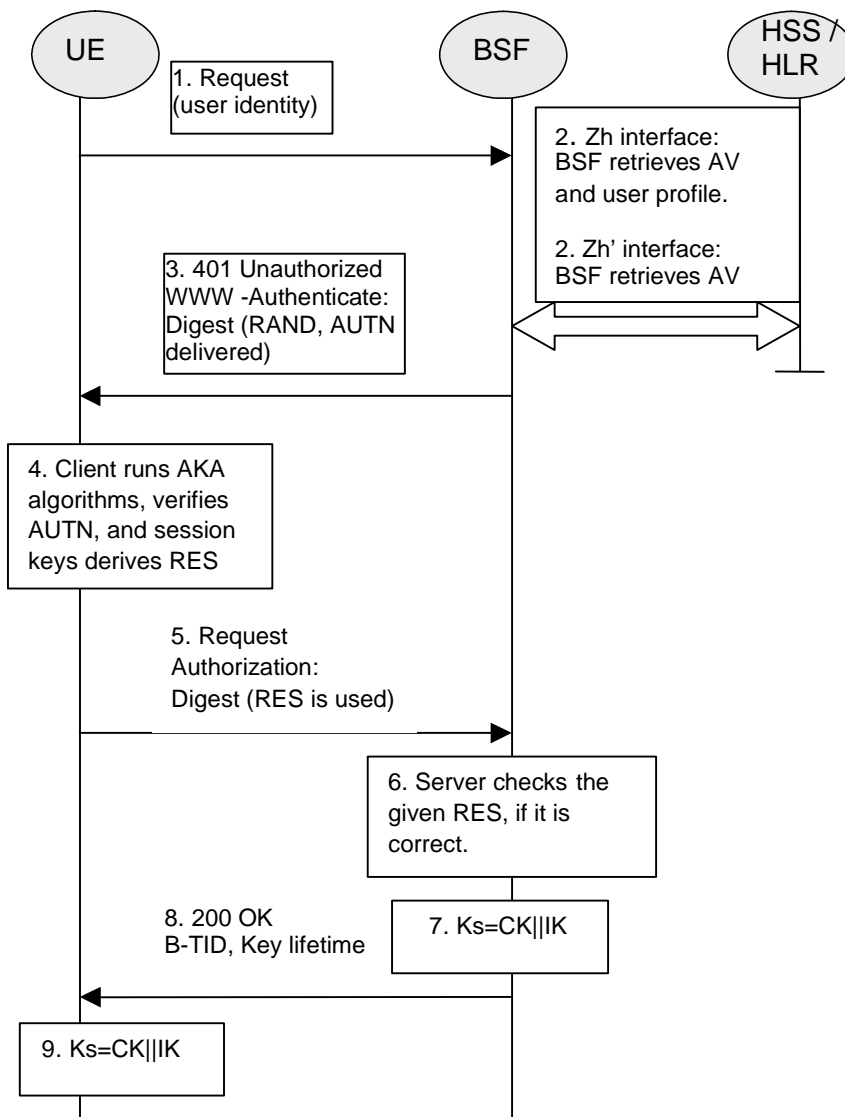 UE
BSF
HSS /
HLR
1. Request
(user identity)
2. Zh interface:
BSF retrieves AV
and user profile.
2. Zh’ interface:
BSF retrieves AV
3. 401 Unauthorized
WWW -Authenticate:
Digest (RAND, AUTN
delivered)
4. Client runs AKA
algorithms, verifies
AUTN, and session
keys derives RES
5. Request
Authorization:
Digest (RES is used)
6. Server checks the
given RES, if it is
correct.
7. Ks=CK||IK
8. 200 OK
B-TID, Key lifetime
9. Ks=CK||IK